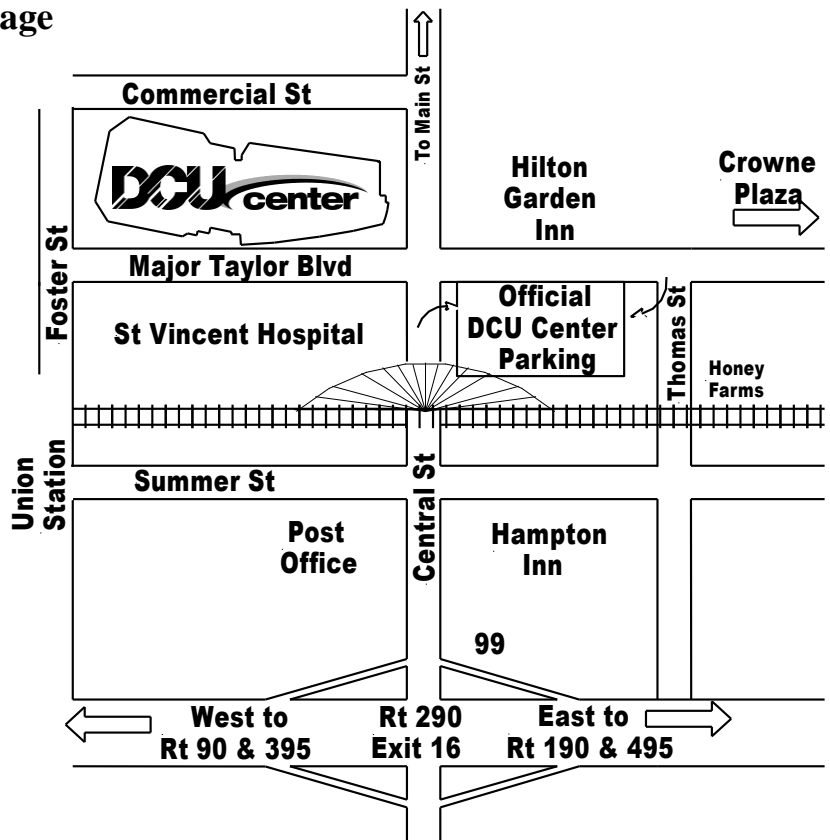 age
Commercial St
To Main St
DCU center
Hilton
Garden
Inn
Crowne
Plaza
Foster St
Major Taylor Blvd
St Vincent Hospital
Official
DCU Center
Parking
Thomas St
Honey
Farms
Union
Station
Summer St
Central St
Post
Office
Hampton
Inn
99
West to
Rt 90 & 395
Rt 290
Exit 16
East to
Rt 190 & 495